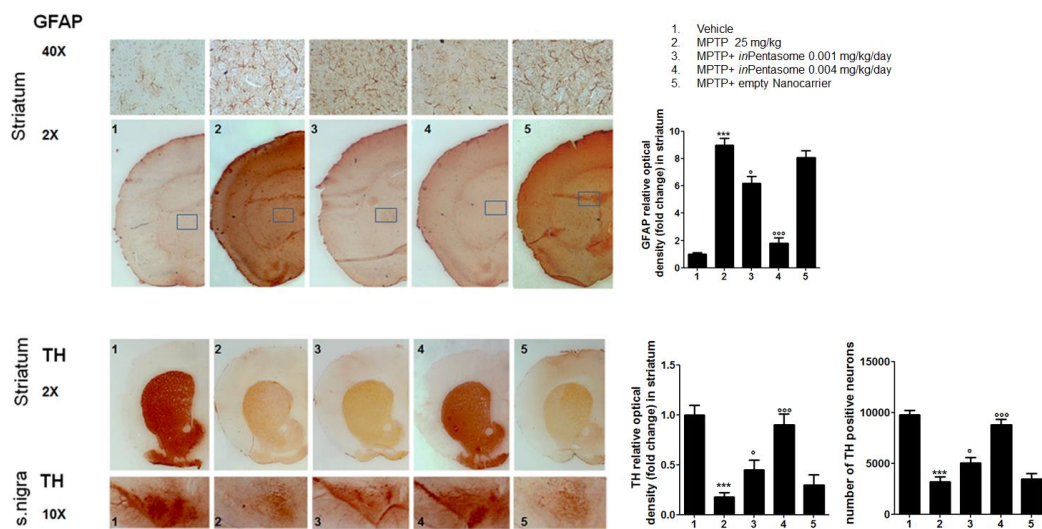 GFAP
40X
Striatum
2X
1 2 3 4 5
1. Vehicle
2. MPTP 25 mg/kg
3. MPTP+ inPentasome 0.001 mg/kg/day
4. MPTP+ inPentasome 0.004 mg/kg/day
5. MPTP+ empty Nanocarrier
GFAP relative optical
density (fold change) in striatum
10
8
6
4
2
0
*** ° °°°
1 2 3 4 5
TH
Striatum
2X
1 2 3 4 5
TH
s.nigra
10X
1 2 3 4 5
TH relative optical
density (fold change) in striatum
1.5
1.0
0.5
0.0
*** ° °°°
1 2 3 4 5
number of TH positive neurons
15000
10000
5000
0
*** ° °°°
1 2 3 4 5